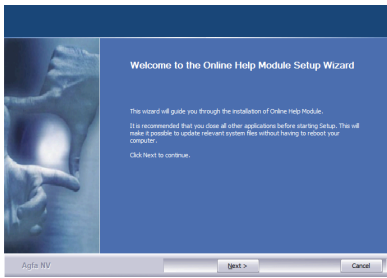 Welcome to the Online Help Module Setup Wizard
This wizard will guide you through the installation of Online Help Module.
It is recommended that you close all other applications before starting Setup. This will
make it possible to update relevant system files without having to reboot your
computer.
Click Next to continue.
Agfa NV
Next >
Cancel